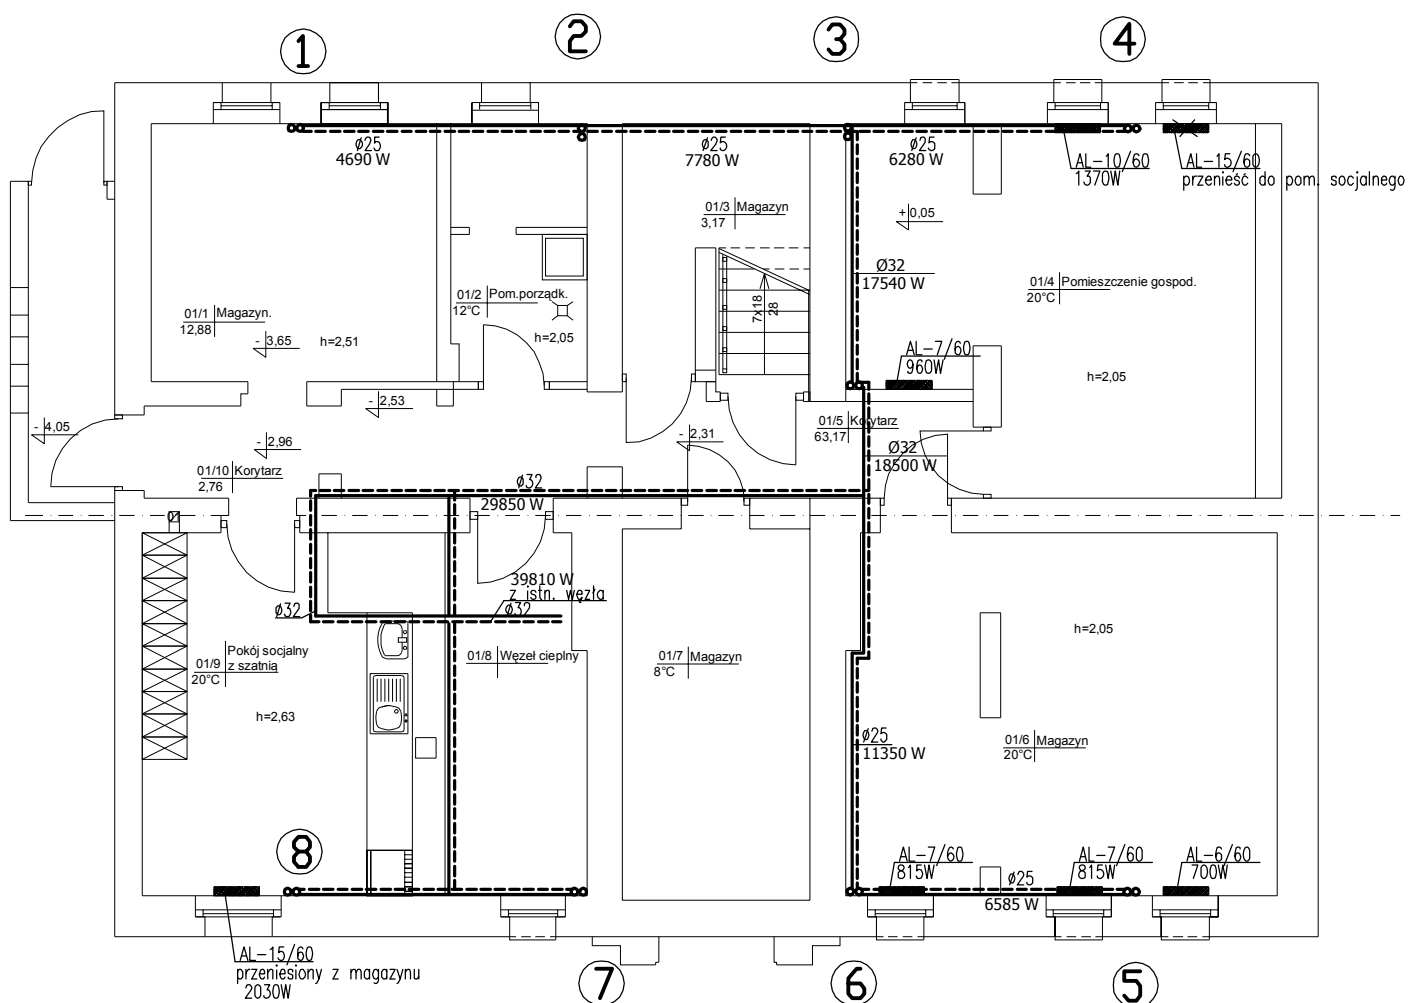 1
2
3
4
ø25
4690 W
ø25
7780 W
ø25
6280 W
AL-10/60
1370W
AL-15/60
przenieść do pom. socjalnego
01/3 Magazyn
3,17
+ 0,05
Ø32
17540 W
01/4 Pomieszczenie gospod.
20°C
01/2 Pom.porządk.
12°C
7x18
28
01/1 Magazyn.
12,88
- 3,65
h=2,51
h=2,05
AL-7/60
960W
h=2,05
- 2,53
- 4,05
- 2,96
- 2,31
01/5 Korytarz
63,17
Ø32
18500 W
01/10 Korytarz
2,76
ø32
29850 W
39810 W
z istn. węzła
ø32
ø32
h=2,05
01/9 Pokój socjalny
z szatnią
20°C
01/8 Węzeł cieplny
01/7 Magazyn
8°C
h=2,63
ø25
11350 W
01/6 Magazyn
20°C
8
AL-7/60
815W
AL-7/60
815W
AL-6/60
700W
ø25
6585 W
AL-15/60
przeniesiony z magazynu
2030W
7
6
5